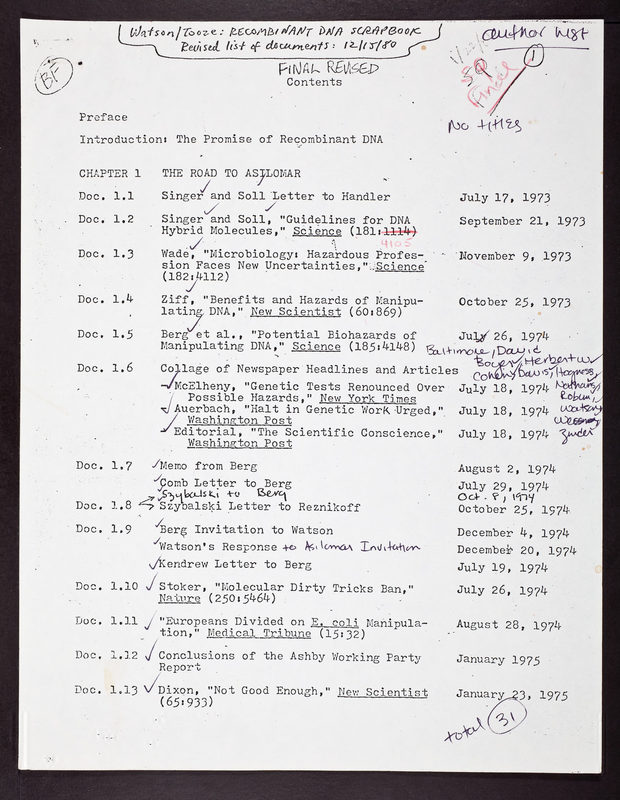 Watson/Tooze: RECOMBINANT DNA SCRAPBOOK
Revised list of documents: 12/15/80
author list
BF
FINAL REVISED
1
Contents
Final
No titles
Preface
Introduction: The Promise of Recombinant DNA
CHAPTER 1 THE ROAD TO ASILOMAR
Doc. 1.1 Singer and Soll Letter to Handler July 17, 1973
Doc. 1.2 Singer and Soll, "Guidelines for DNA September 21, 1973
Hybrid Molecules," Science (181:1114)
4105
Doc. 1.3 Wade, "Microbiology: Hazardous Profes- November 9, 1973
sion Faces New Uncertainties," Science
(182:4112)
Doc. 1.4 Ziff, "Benefits and Hazards of Manipu- October 25, 1973
lating DNA," New Scientist (60:869)
Doc. 1.5 Berg et al., "Potential Biohazards of July 26, 1974
Manipulating DNA," Science (185:4148) Baltimore, David
Boyer, Herbert W
Doc. 1.6 Collage of Newspaper Headlines and Articles Cohen, Davis, Hogness,
McElheny, "Genetic Tests Renounced Over July 18, 1974 Nathans,
Possible Hazards," New York Times Roblin,
Auerbach, "Halt in Genetic Work Urged," July 18, 1974 Watson,
Washington Post Weissman,
Editorial, "The Scientific Conscience," July 18, 1974 Zinder
Washington Post
Doc. 1.7 Memo from Berg August 2, 1974
Comb Letter to Berg July 29, 1974
Szybalski to Berg Oct. 8, 1974
Doc. 1.8 Szybalski Letter to Reznikoff October 25, 1974
Doc. 1.9 Berg Invitation to Watson December 4, 1974
Watson's Response to Asilomar Invitation December 20, 1974
Kendrew Letter to Berg July 19, 1974
Doc. 1.10 Stoker, "Molecular Dirty Tricks Ban," July 26, 1974
Nature (250:5464)
Doc. 1.11 "Europeans Divided on E. coli Manipula- August 28, 1974
tion," Medical Tribune (15:32)
Doc. 1.12 Conclusions of the Ashby Working Party January 1975
Report
Doc. 1.13 Dixon, "Not Good Enough," New Scientist January 23, 1975
(65:933)
total 31